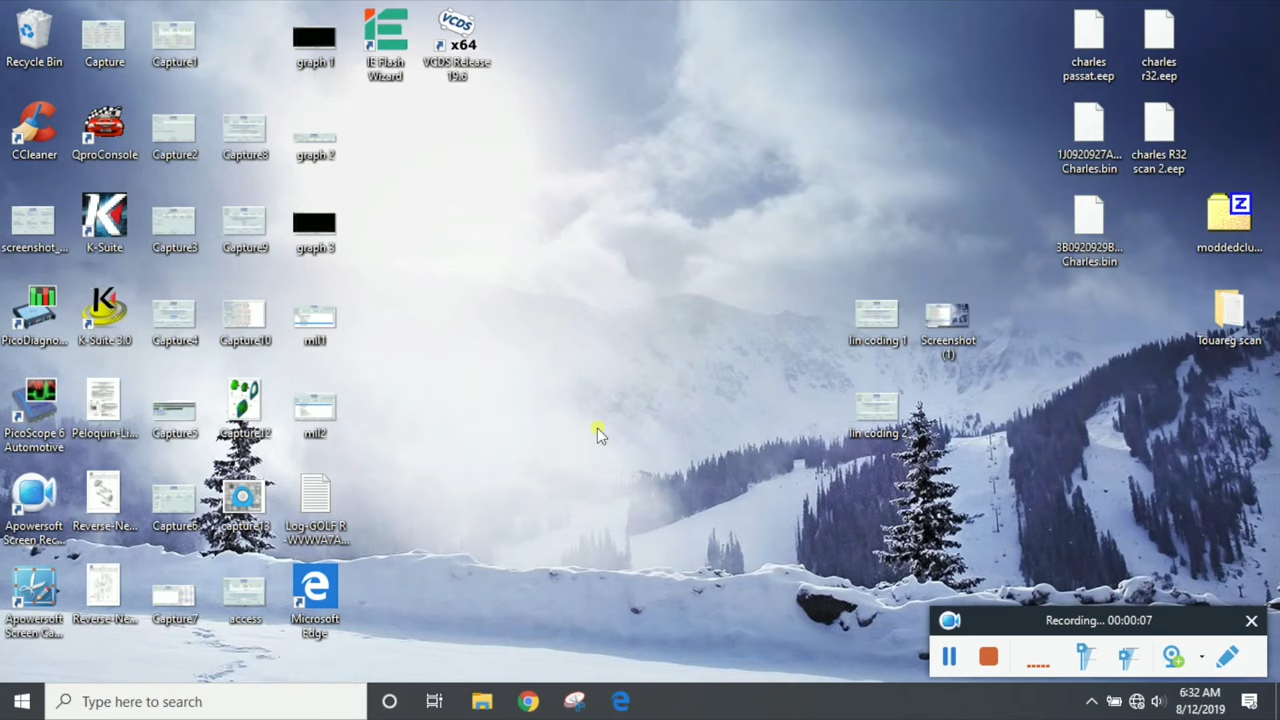 Recycle Bin
Capture
Capture1
graph 1
IE Flash
Wizard
VCDS
x64
VCDS Release
19.6
charles
passat.eep
charles
r32.eep
CCleaner
QproConsole
Capture2
Capture8
graph 2
1J0920927A...
Charles.bin
charles R32
scan 2.eep
screenshot_...
K-Suite
Capture3
Capture9
graph 3
3B0920929B...
Charles.bin
moddedclu...
PicoDiagno...
K-Suite 3.0
Capture4
Capture10
mil1
lin coding 1
Screenshot
(1)
Touareg scan
PicoScope 6
Automotive
Peloquin-Li...
Capture5
Capture12
mil2
lin coding 2
Apowersoft
Screen Rec...
Reverse-Ne...
Capture6
capture13
Log-GOLF R
-WVWVA7A...
Apowersoft
Screen Ca...
Reverse-Ne...
Capture7
access
Microsoft
Edge
Recording... 00:00:07
Type here to search
6:32 AM
8/12/2019